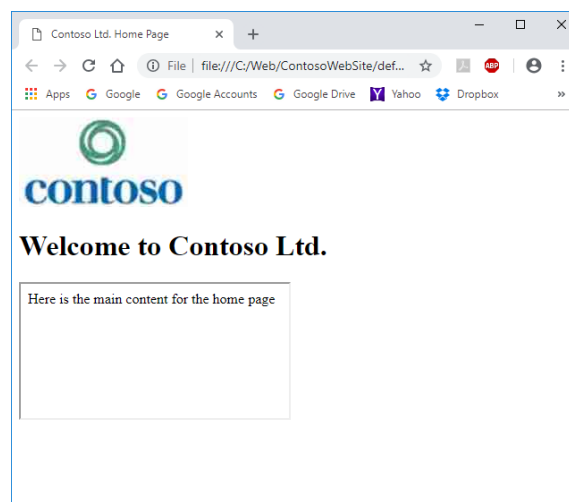 Contoso Ltd. Home Page
File | file:///C:/Web/ContosoWebSite/def...
ABP
Apps G Google G Google Accounts G Google Drive Y Yahoo Dropbox »
contoso
Welcome to Contoso Ltd.
Here is the main content for the home page